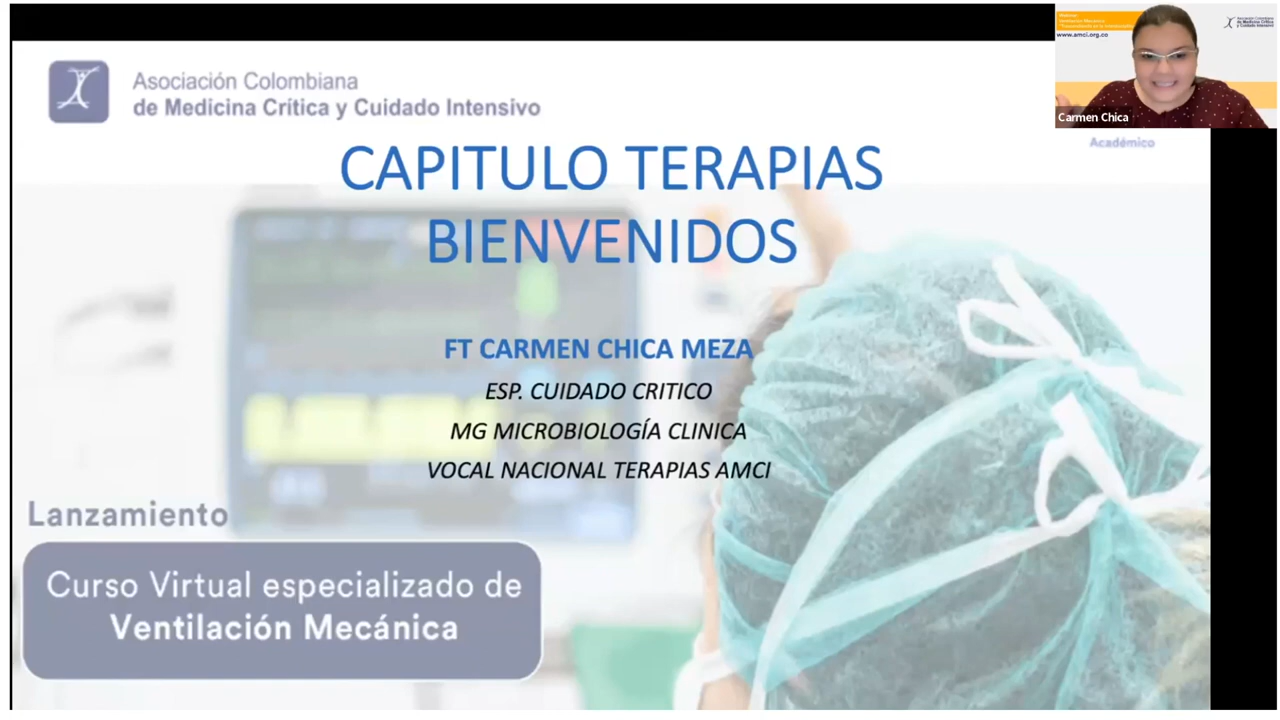 Asociación Colombiana
de Medicina Crítica y Cuidado Intensivo
www.amci.org.co
Carmen Chica
Académico
CAPITULO TERAPIAS
BIENVENIDOS
FT CARMEN CHICA MEZA
ESP. CUIDADO CRITICO
MG MICROBIOLOGÍA CLINICA
VOCAL NACIONAL TERAPIAS AMCI
Lanzamiento
Curso Virtual especializado de
Ventilación Mecánica